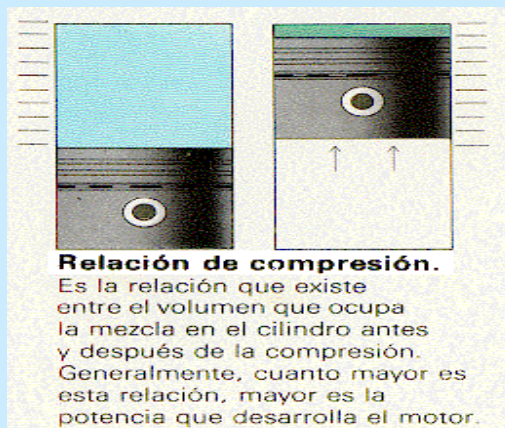 Relación de compresión.
Es la relación que existe
entre el volumen que ocupa
la mezcla en el cilindro antes
y después de la compresión.
Generalmente, cuanto mayor es
esta relación, mayor es la
potencia que desarrolla el motor.